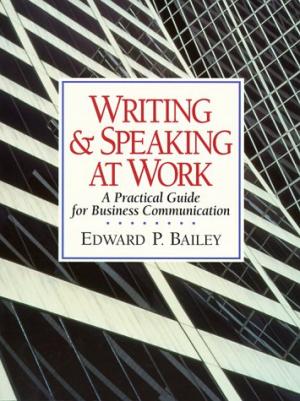 WRITING
& SPEAKING
AT WORK
A Practical Guide
for Business Communication
EDWARD P. BAILEY